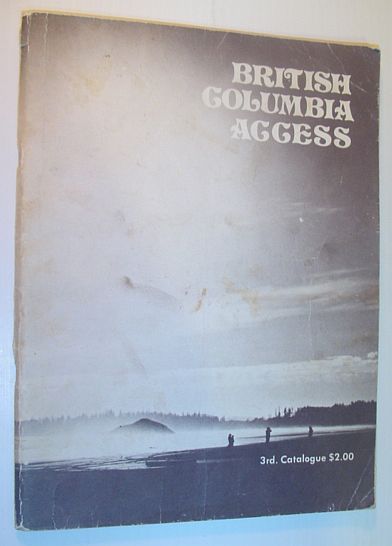 BRITISH
COLUMBIA
ACCESS
3rd. Catalogue $2.00